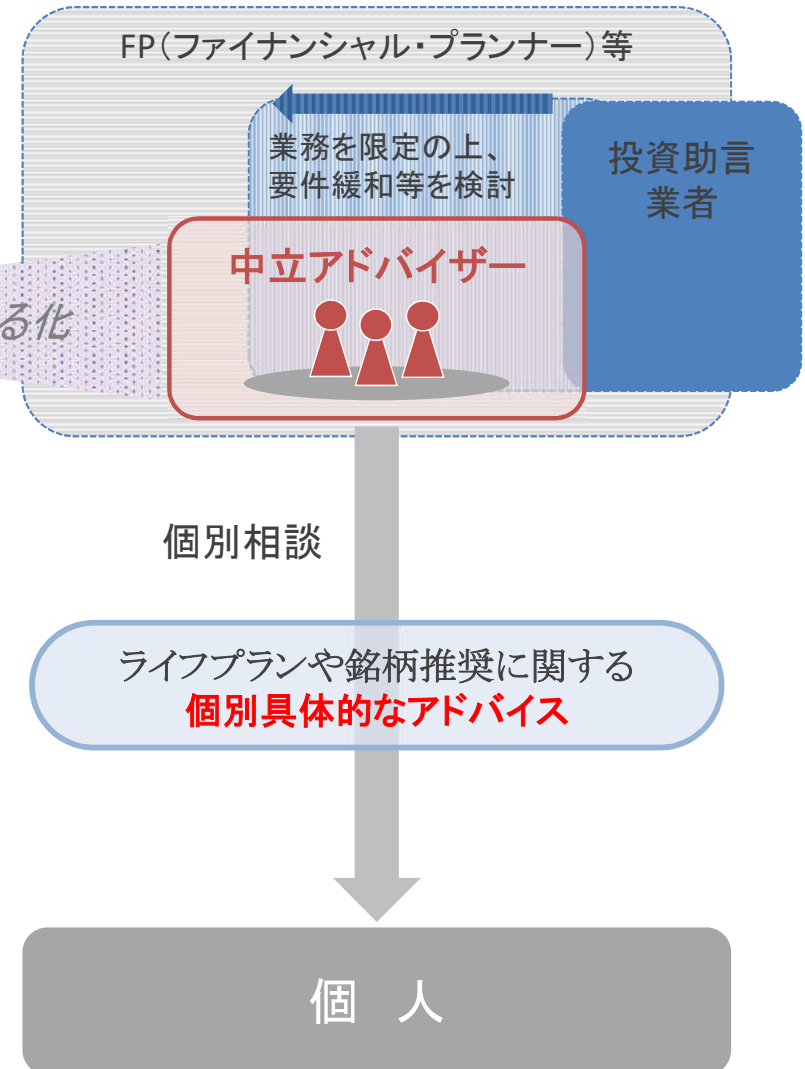 FP(ファイナンシャル・プランナー)等
業務を限定の上、
要件緩和等を検討
投資助言
業者
中立アドバイザー
る化
個別相談
ライフプランや銘柄推奨に関する
個別具体的なアドバイス
個 人